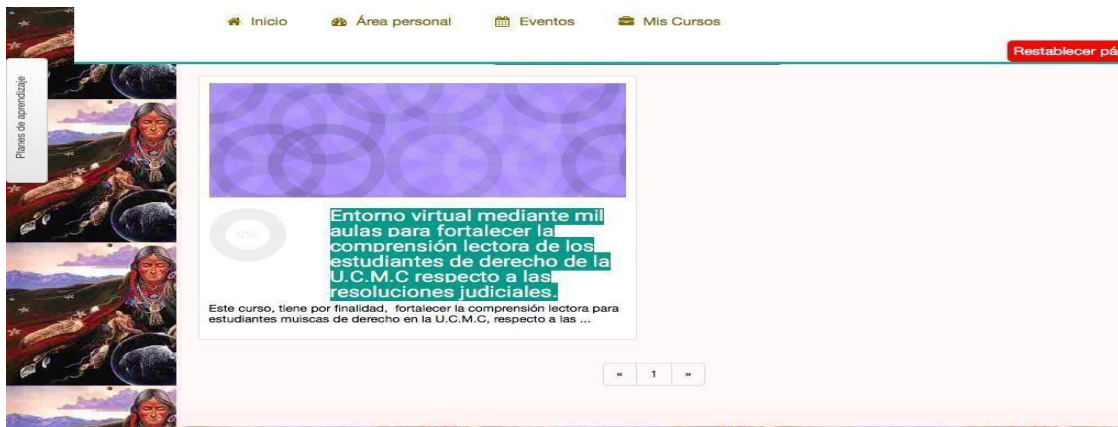 Inicio Área personal Eventos Mis Cursos
Restablecer pá
Planes de aprendizaje
0%
Entorno virtual mediante mil
aulas para fortalecer la
comprensión lectora de los
estudiantes de derecho de la
U.C.M.C respecto a las
resoluciones judiciales.
Este curso, tiene por finalidad, fortalecer la comprensión lectora para
estudiantes muiscas de derecho en la U.C.M.C, respecto a las ...
« 1 »